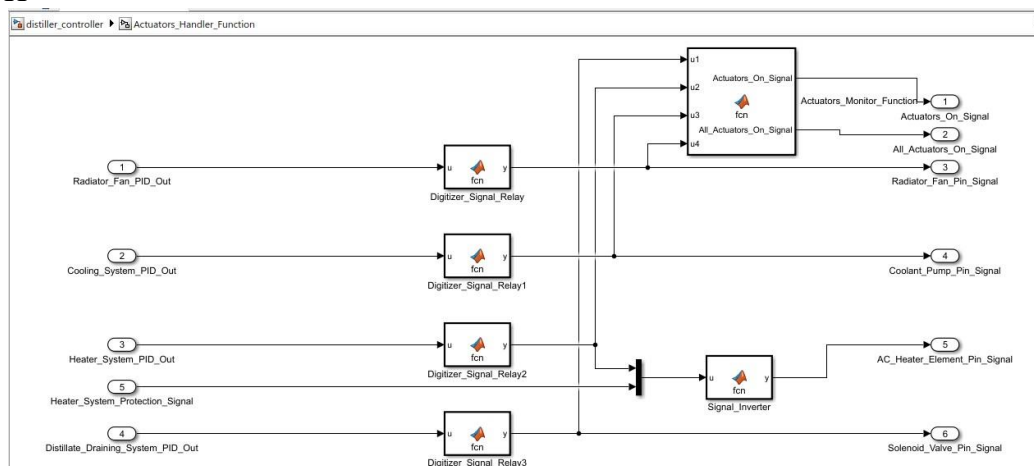 distiller_controller Actuators_Handler_Function
u1
Actuators_On_Signal
u2
Actuators_Monitor_Function
1
fcn
Actuators_On_Signal
u3
All_Actuators_On_Signal
2
u4
All_Actuators_On_Signal
1
u y
3
Radiator_Fan_PID_Out
fcn
Radiator_Fan_Pin_Signal
Digitizer_Signal_Relay
2
u y
4
Cooling_System_PID_Out
fcn
Coolant_Pump_Pin_Signal
Digitizer_Signal_Relay1
3
u y
5
Heater_System_PID_Out
fcn
AC_Heater_Element_Pin_Signal
Digitizer_Signal_Relay2
5
u y
Heater_System_Protection_Signal
fcn
Signal_Inverter
4
u y
6
Distillate_Draining_System_PID_Out
fcn
Solenoid_Valve_Pin_Signal
Digitizer_Signal_Relay3